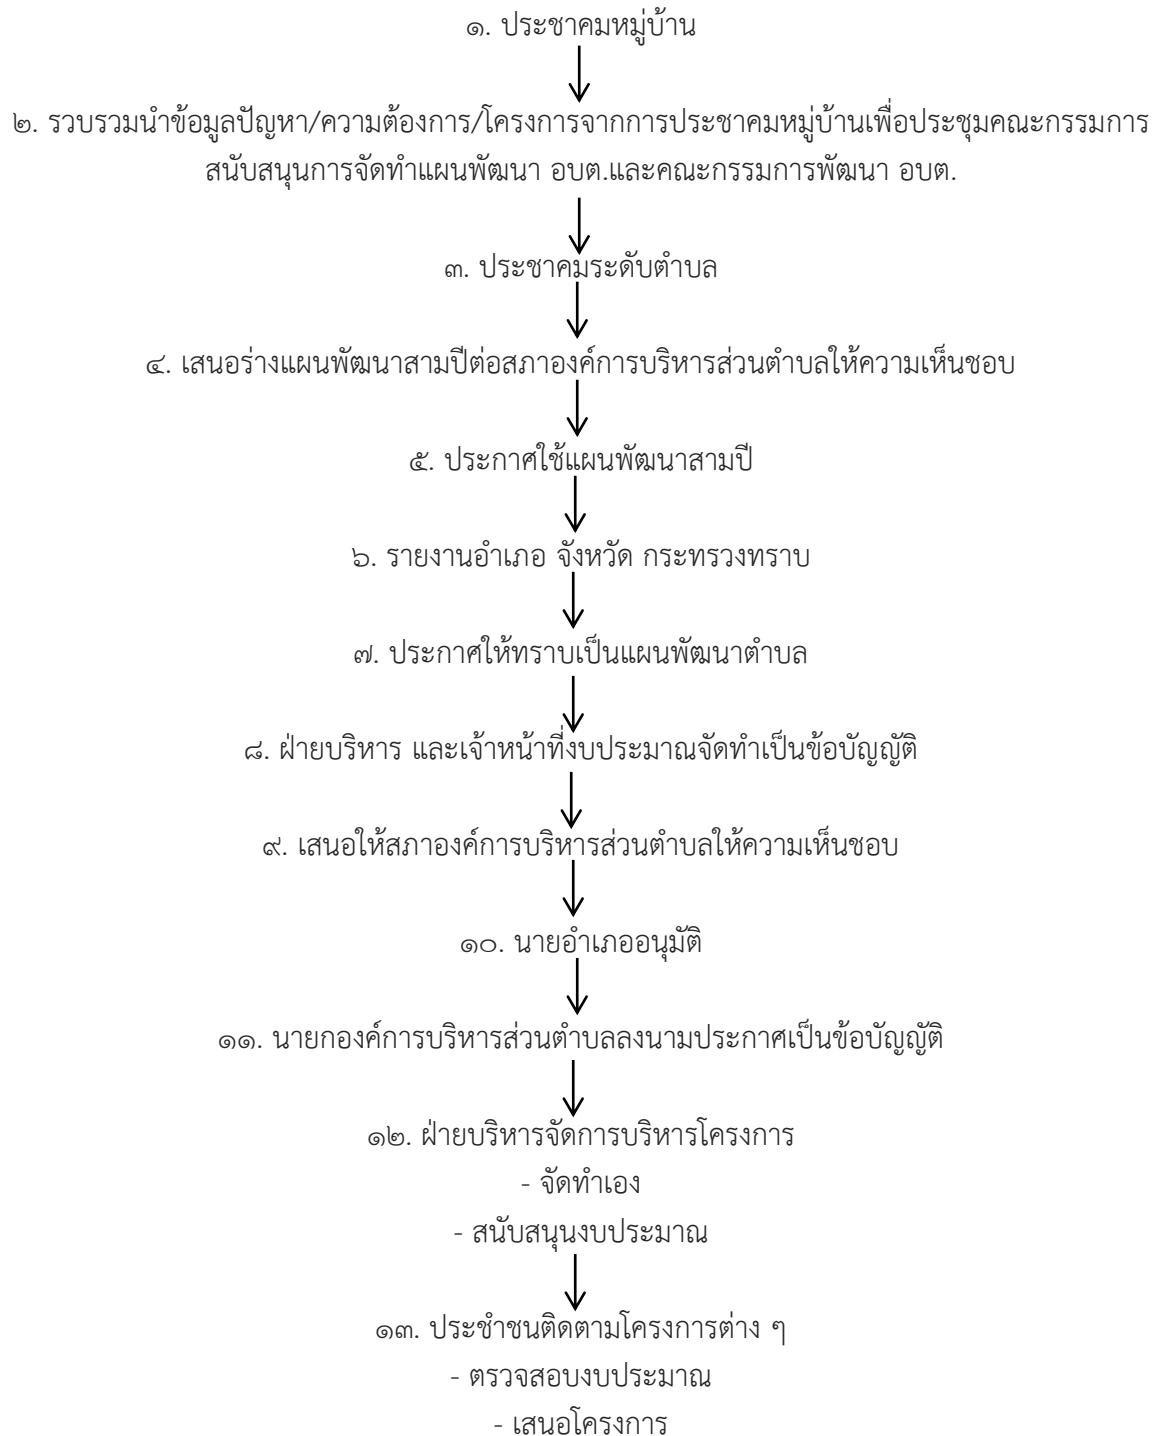 ๑. ประชาคมหมู่บ้าน
๒. รวบรวมนำข้อมูลปัญหา/ความต้องการ/โครงการจากการประชาคมหมู่บ้านเพื่อประชุมคณะกรรมการ
สนับสนุนการจัดทำแผนพัฒนา อบต.และคณะกรรมการพัฒนา อบต.
๓. ประชาคมระดับตำบล
๔. เสนอร่างแผนพัฒนาสามปีต่อสภาองค์การบริหารส่วนตำบลให้ความเห็นชอบ
๕. ประกาศใช้แผนพัฒนาสามปี
๖. รายงานอำเภอ จังหวัด กระทรวงทราบ
๗. ประกาศให้ทราบเป็นแผนพัฒนาตำบล
๘. ฝ่ายบริหาร และเจ้าหน้าที่งบประมาณจัดทำเป็นข้อบัญญัติ
๙. เสนอให้สภาองค์การบริหารส่วนตำบลให้ความเห็นชอบ
๑๐. นายอำเภออนุมัติ
๑๑. นายกองค์การบริหารส่วนตำบลลงนามประกาศเป็นข้อบัญญัติ
๑๒. ฝ่ายบริหารจัดการบริหารโครงการ
- จัดทำเอง
- สนับสนุนงบประมาณ
๑๓. ประชำชนติดตามโครงการต่าง ๆ
- ตรวจสอบงบประมาณ
- เสนอโครงการ